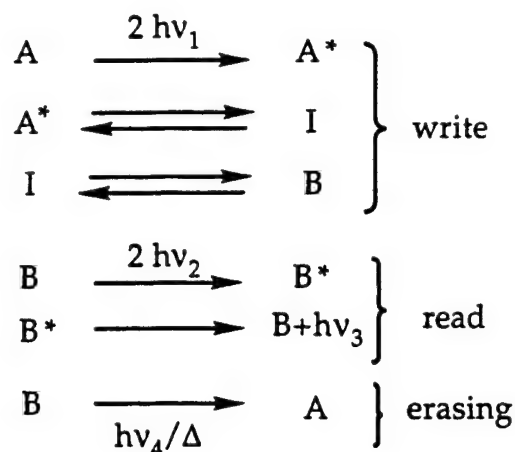 A 2 hν₁ A*
A* I
I B
write
B 2 hν₂ B*
B* B+hν₃
read
B hν₄/Δ A
erasing